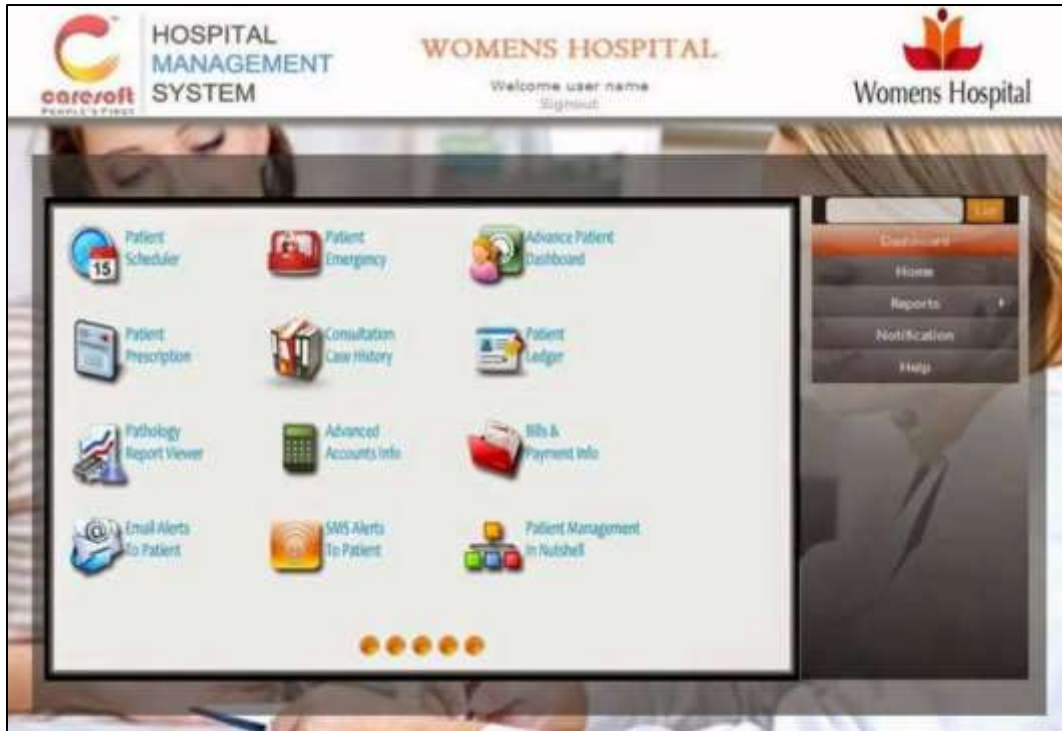 caresoft
PEOPLE'S FIRST
HOSPITAL
MANAGEMENT
SYSTEM
WOMENS HOSPITAL
Welcome user name
Signout
Womens Hospital
Patient
Scheduler
15
Patient
Emergency
Advance Patient
Dashboard
Patient
Prescription
Consultation
Case History
Patient
Ledger
Pathology
Report Viewer
Advanced
Accounts Info
Bills &
Payment Info
Email Alerts
To Patient
SMS Alerts
To Patient
Patient Management
In Nutshell
Dashboard
Home
Reports
Notification
Help